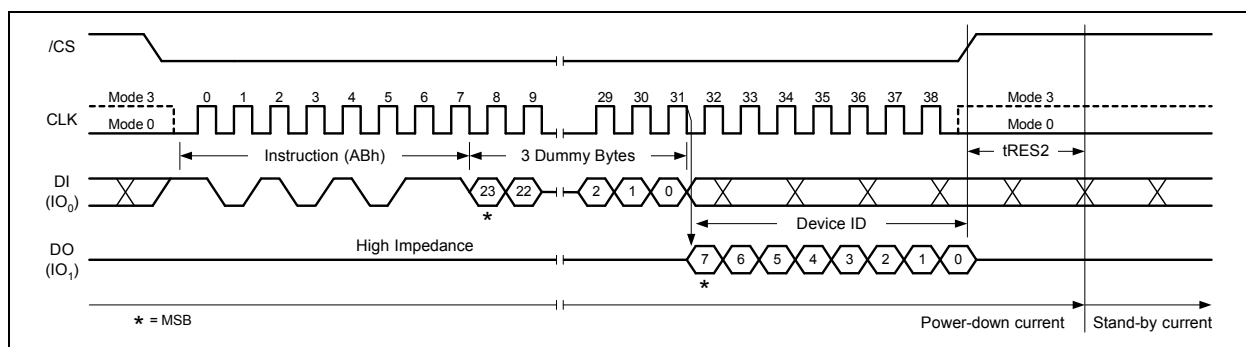 /CS
Mode 3
0 1 2 3 4 5 6 7 8 9 29 30 31 32 33 34 35 36 37 38
Mode 3
CLK
Mode 0
Mode 0
Instruction (ABh)
3 Dummy Bytes
tRES2
DI
(IO0)
23 22 2 1 0
*
Device ID
DO
(IO1)
High Impedance
7 6 5 4 3 2 1 0
*
* = MSB
Power-down current
Stand-by current